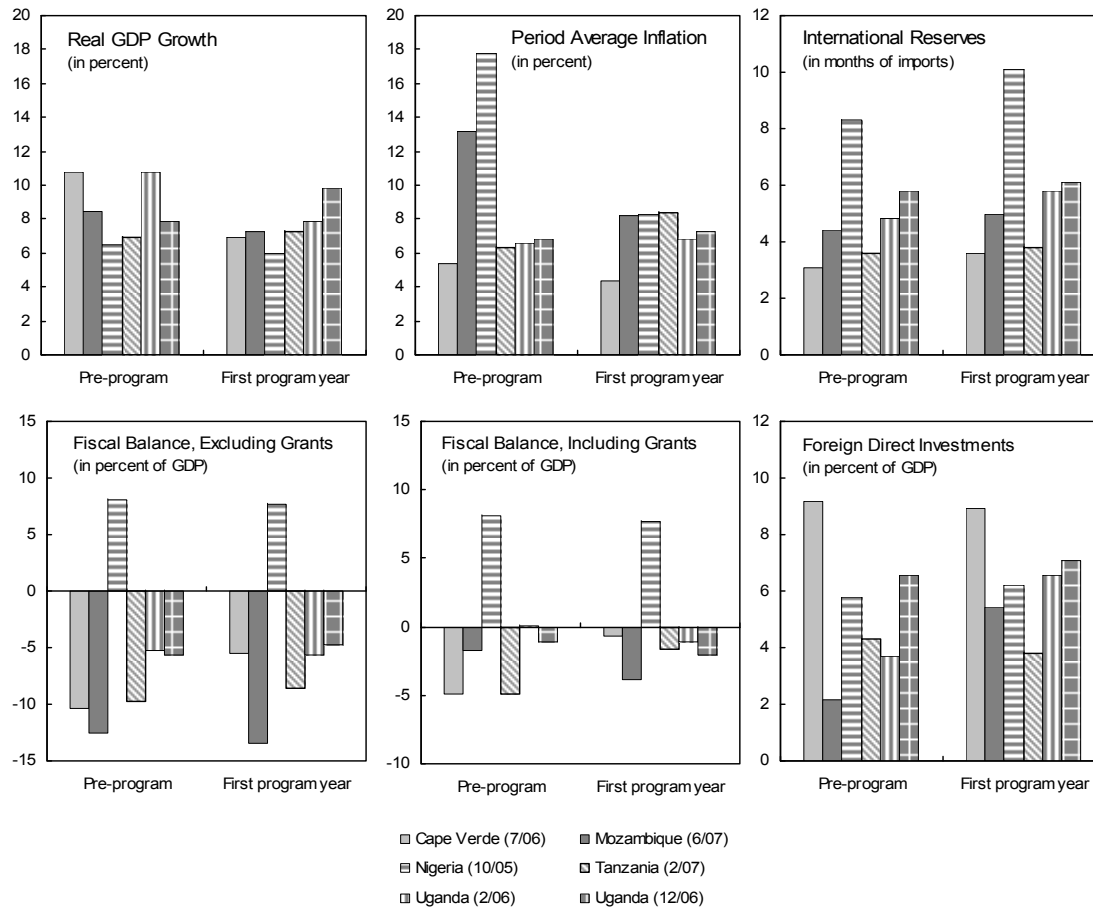 Real GDP Growth
(in percent)
20
18
16
14
12
10
8
6
4
2
0
Pre-program First program year
Period Average Inflation
(in percent)
20
18
16
14
12
10
8
6
4
2
0
Pre-program First program year
International Reserves
(in months of imports)
12
10
8
6
4
2
0
Pre-program First program year
Fiscal Balance, Excluding Grants
(in percent of GDP)
15
10
5
0
-5
-10
-15
Pre-program First program year
Fiscal Balance, Including Grants
(in percent of GDP)
15
10
5
0
-5
-10
Pre-program First program year
Foreign Direct Investments
(in percent of GDP)
12
10
8
6
4
2
0
Pre-program First program year
Cape Verde (7/06) Mozambique (6/07)
Nigeria (10/05) Tanzania (2/07)
Uganda (2/06) Uganda (12/06)